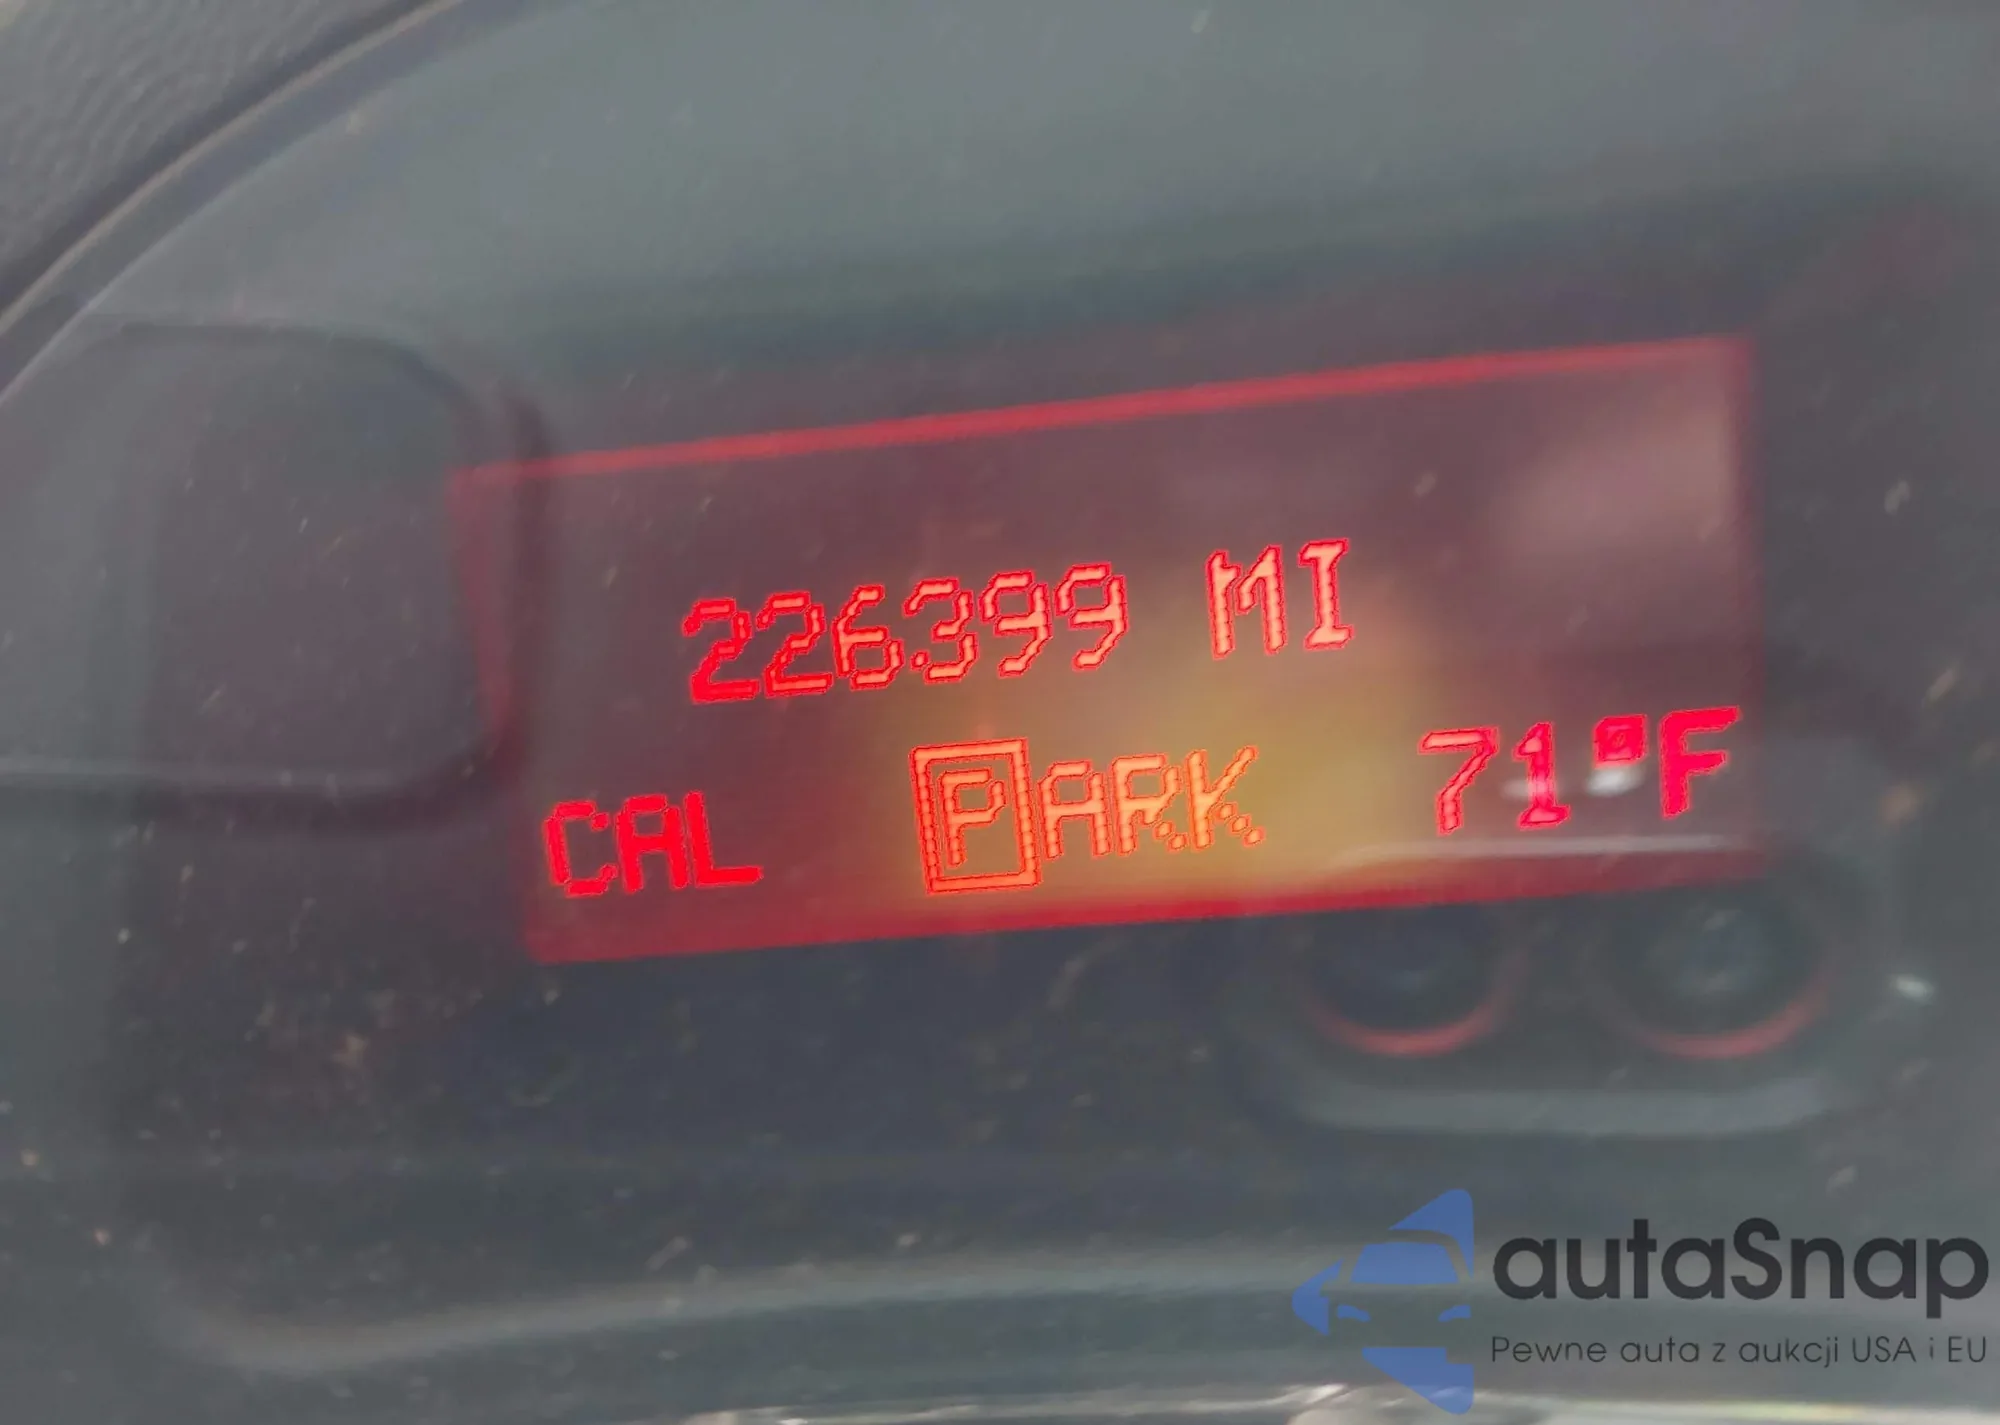 226399 MI
CAL PARK 71°F
autaSnap
Pewne auta z aukcji USA i EU